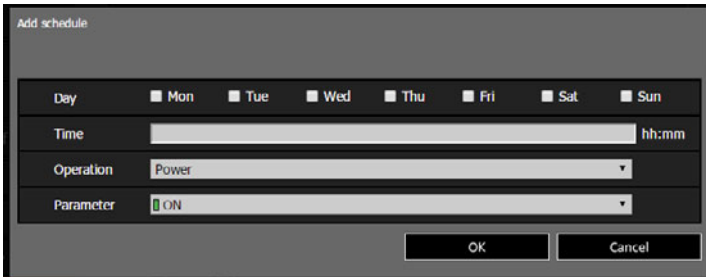 Add schedule
Day Mon Tue Wed Thu Fri Sat Sun
Time hh:mm
Operation Power
Parameter ON
OK Cancel